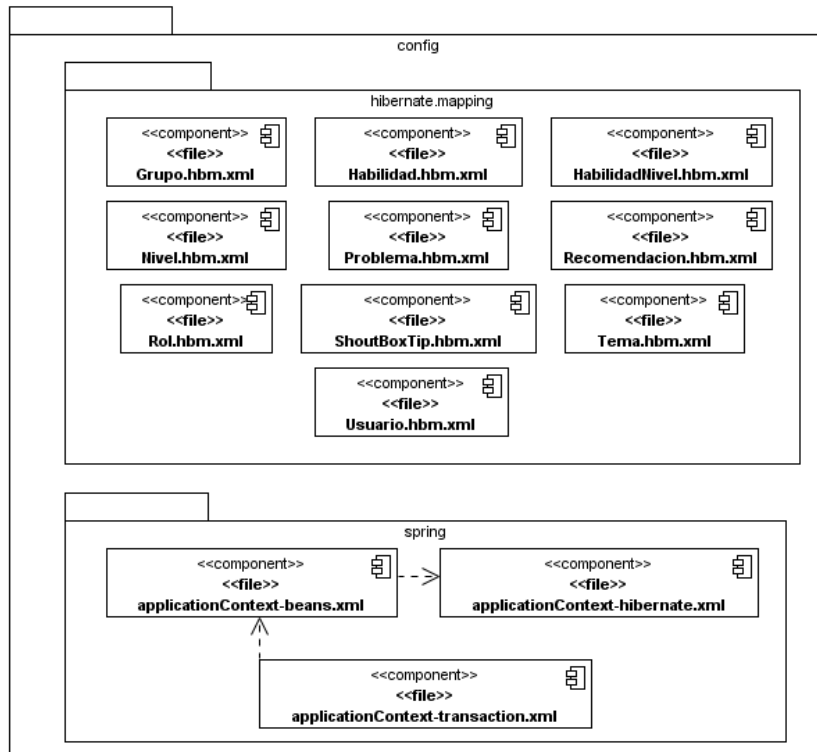 config
hibernate.mapping
<<component>> <<component>> <<component>>
<<file>> <<file>> <<file>>
Grupo.hbm.xml Habilidad.hbm.xml HabilidadNivel.hbm.xml
<<component>> <<component>> <<component>>
<<file>> <<file>> <<file>>
Nivel.hbm.xml Problema.hbm.xml Recomendacion.hbm.xml
<<component>> <<component>> <<component>>
<<file>> <<file>> <<file>>
Rol.hbm.xml ShoutBoxTip.hbm.xml Tema.hbm.xml
<<component>>
<<file>>
Usuario.hbm.xml
spring
<<component>> <<component>>
<<file>> <<file>>
applicationContext-beans.xml applicationContext-hibernate.xml
<<component>>
<<file>>
applicationContext-transaction.xml